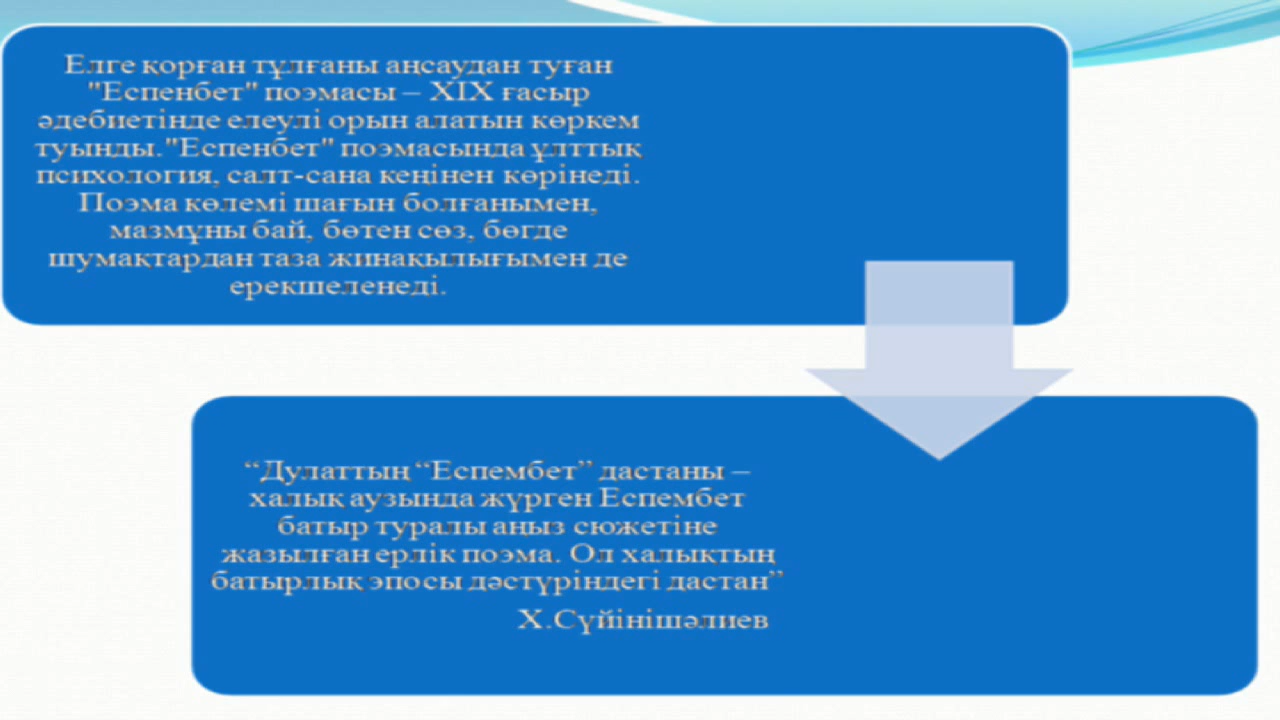 Елге қорған тұлғаны аңсаудан туған
"Еспенбет" поэмасы – XIX ғасыр
әдебиетінде елеулі орын алатын көркем
туынды."Еспенбет" поэмасында ұлттық
психология, салт-сана кеңінен көрінеді.
Поэма көлемі шағын болғанымен,
мазмұны бай, бөтен сөз, бөгде
шумақтардан таза жинақылығымен де
ерекшеленеді.
“Дулаттың “Еспембет” дастаны –
халық аузында жүрген Еспембет
батыр туралы аңыз сюжетіне
жазылған ерлік поэма. Ол халықтың
батырлық эпосы дәстүріндегі дастан”
Х.Сүйінішәлиев